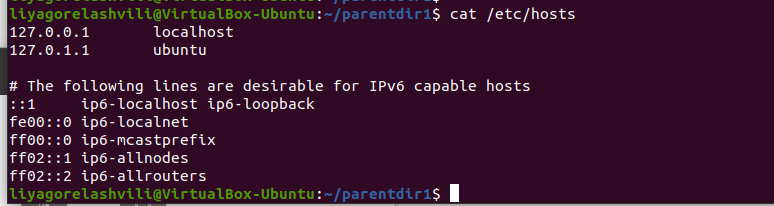 liyagorelashvili@VirtualBox-Ubuntu:~/parentdir1$ cat /etc/hosts
127.0.0.1       localhost
127.0.1.1       ubuntu
# The following lines are desirable for IPv6 capable hosts
::1     ip6-localhost ip6-loopback
fe00::0 ip6-localnet
ff00::0 ip6-mcastprefix
ff02::1 ip6-allnodes
ff02::2 ip6-allrouters
liyagorelashvili@VirtualBox-Ubuntu:~/parentdir1$